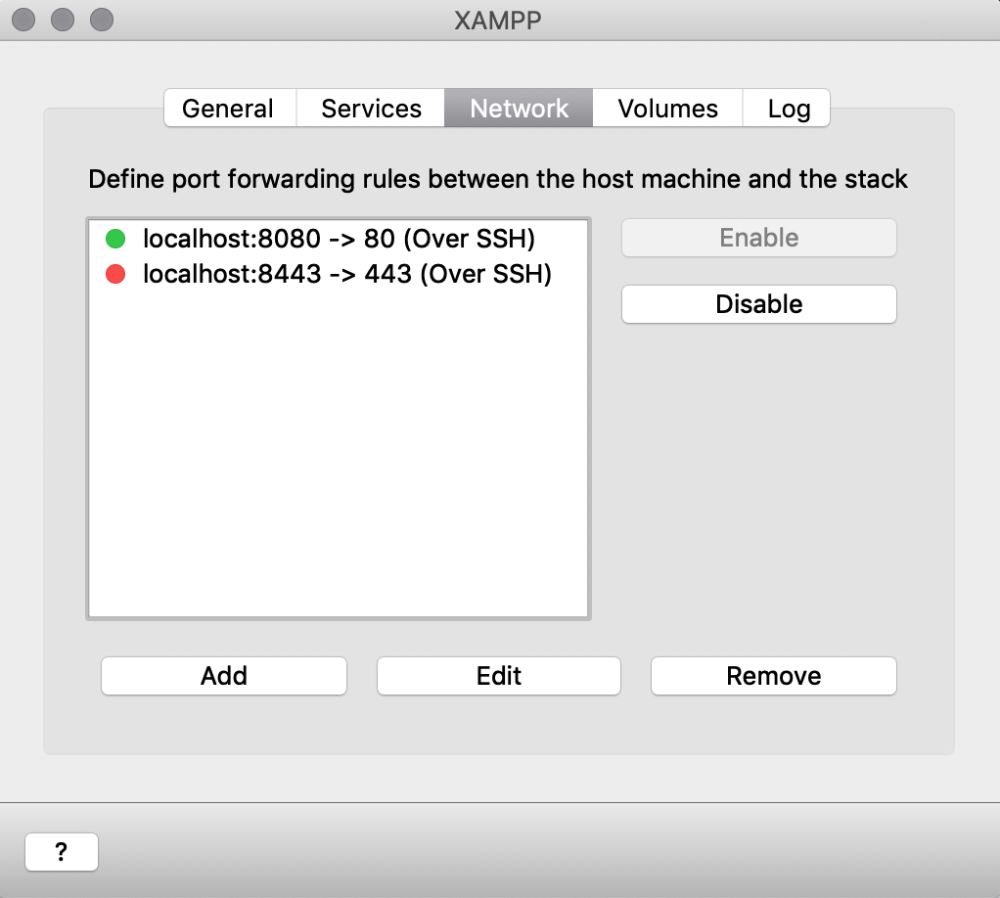 XAMPP
General Services Network Volumes Log
Define port forwarding rules between the host machine and the stack
localhost:8080 -> 80 (Over SSH)
localhost:8443 -> 443 (Over SSH)
Enable
Disable
Add Edit Remove
?